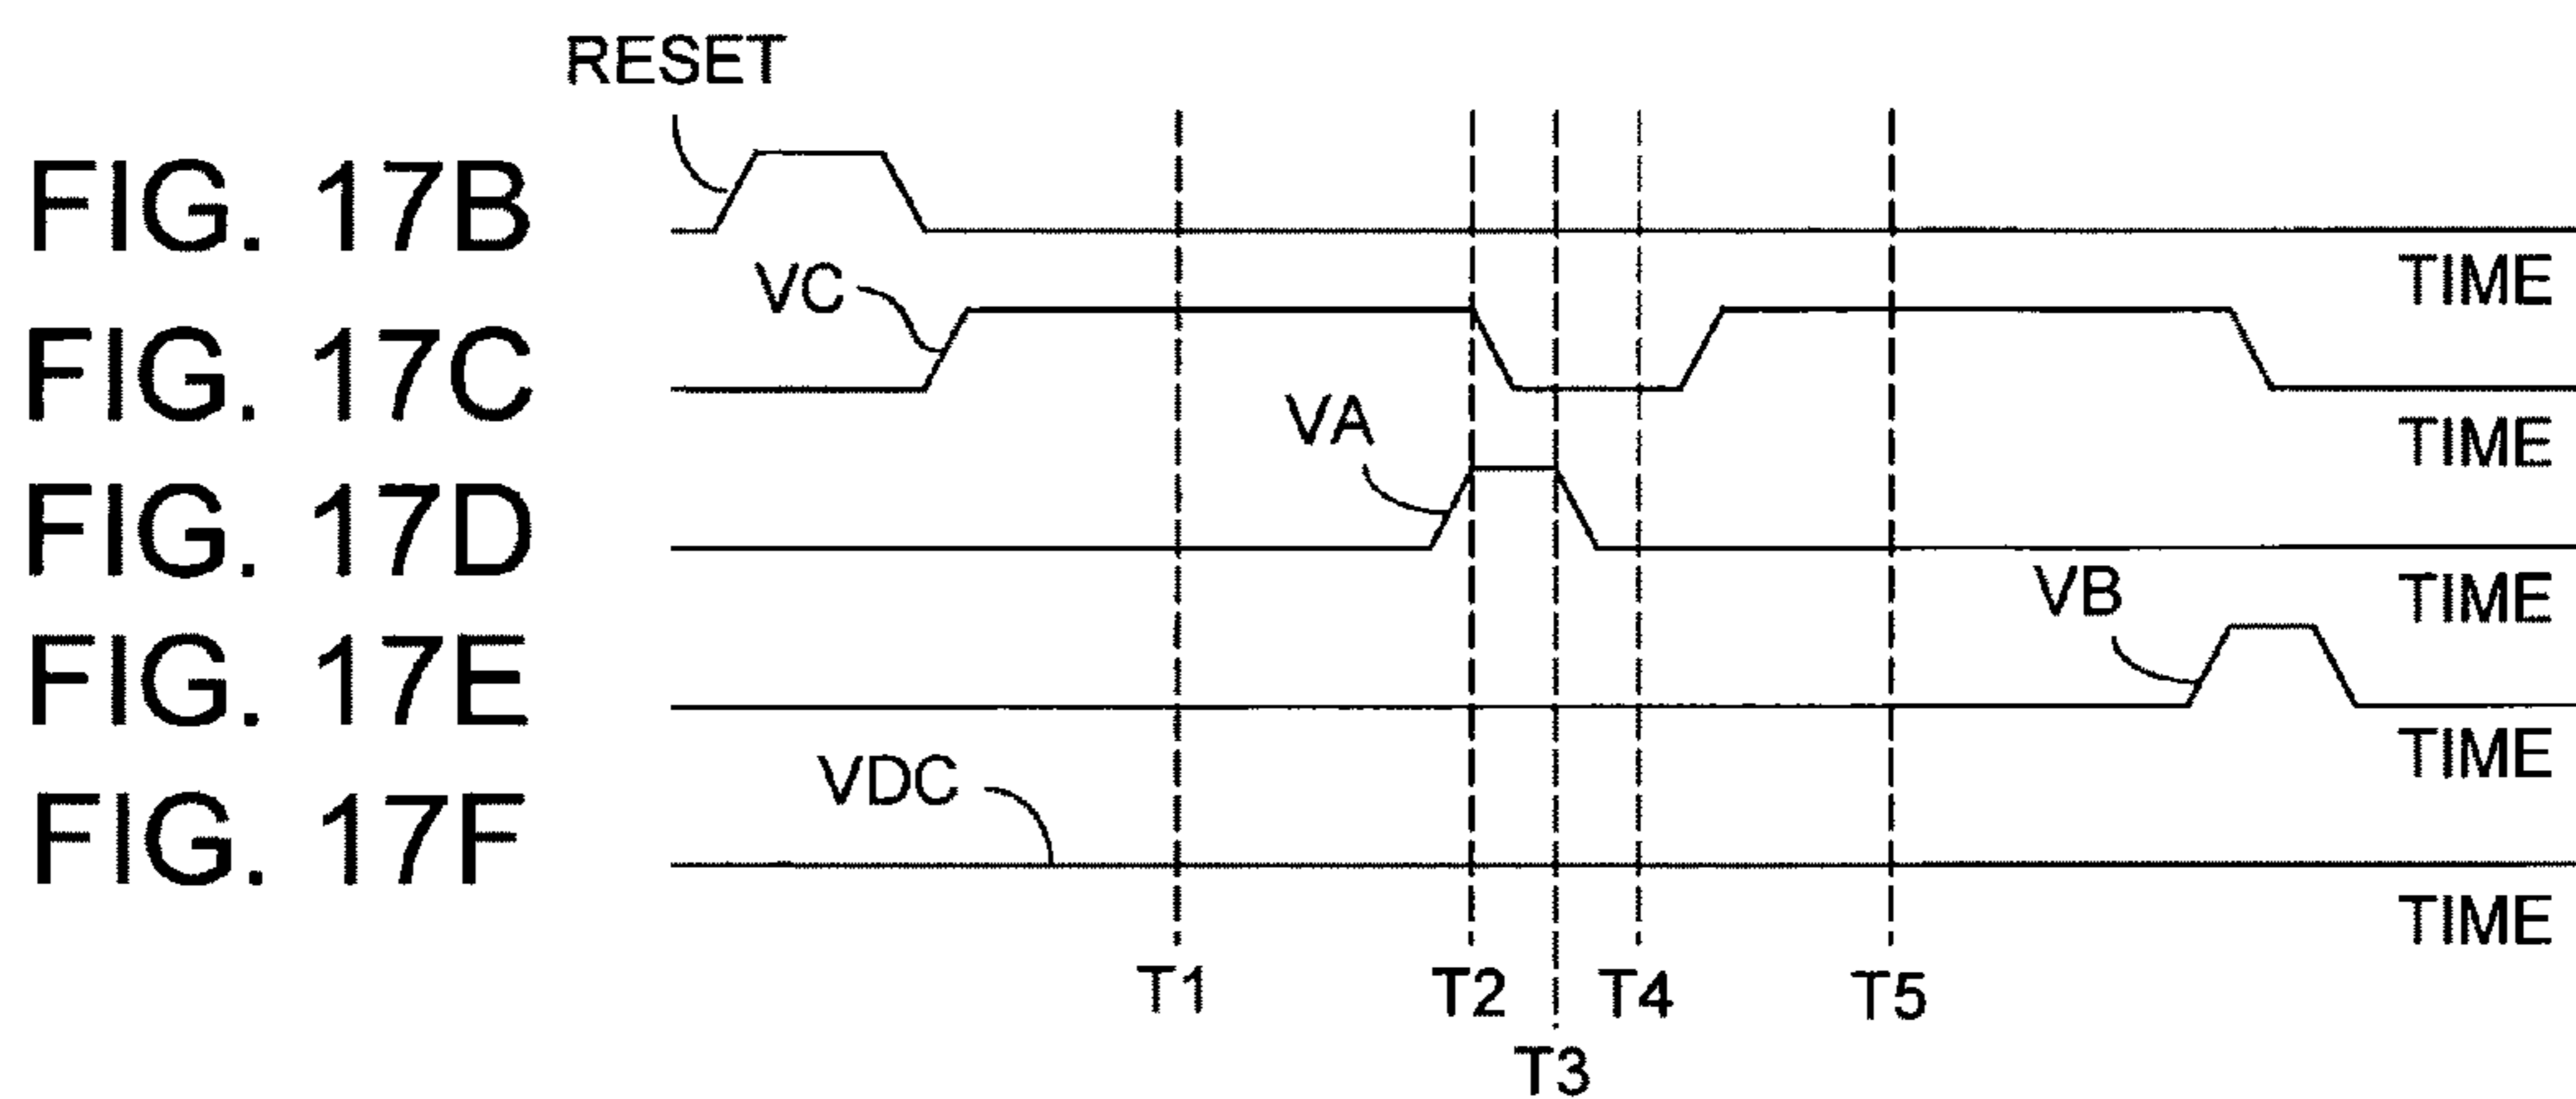 RESET
FIG. 17B
TIME
VC
FIG. 17C
TIME
VA
FIG. 17D
TIME
VB
FIG. 17E
TIME
VDC
FIG. 17F
TIME
T1 T2 T4 T5
T3